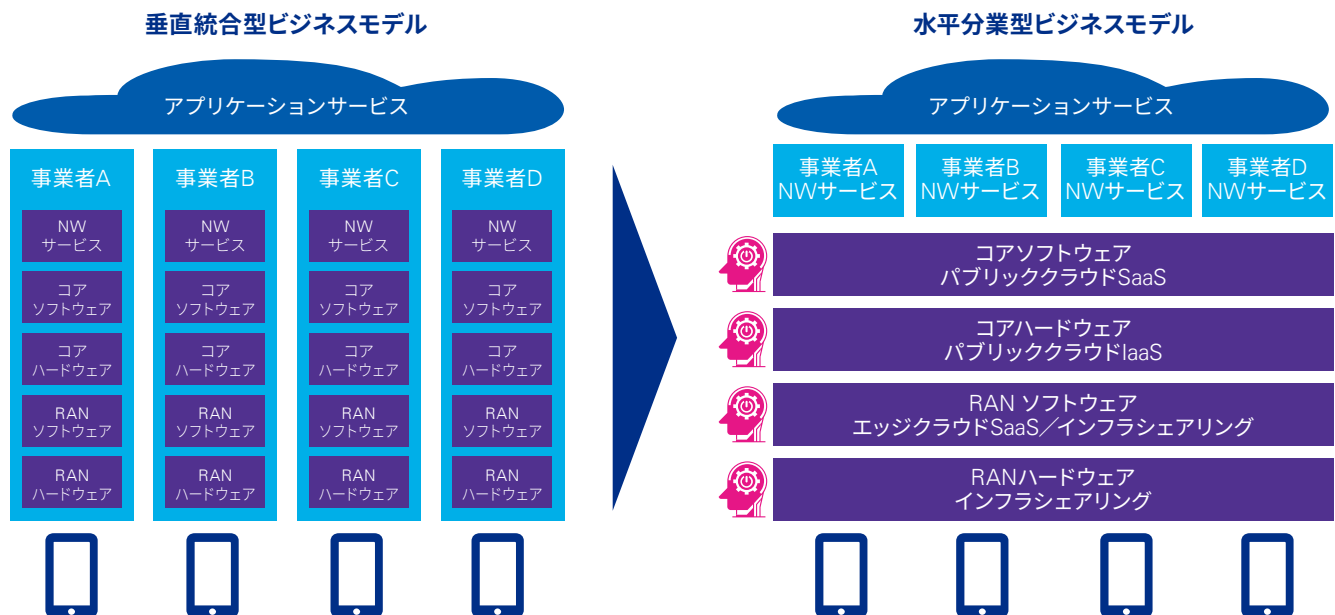 垂直統合型ビジネスモデル
アプリケーションサービス
事業者A
NW
サービス
コア
ソフトウェア
コア
ハードウェア
RAN
ソフトウェア
RAN
ハードウェア
事業者B
NW
サービス
コア
ソフトウェア
コア
ハードウェア
RAN
ソフトウェア
RAN
ハードウェア
事業者C
NW
サービス
コア
ソフトウェア
コア
ハードウェア
RAN
ソフトウェア
RAN
ハードウェア
事業者D
NW
サービス
コア
ソフトウェア
コア
ハードウェア
RAN
ソフトウェア
RAN
ハードウェア
水平分業型ビジネスモデル
アプリケーションサービス
事業者A
NWサービス
事業者B
NWサービス
事業者C
NWサービス
事業者D
NWサービス
コアソフトウェア
パブリッククラウドSaaS
コアハードウェア
パブリッククラウドIaaS
RAN ソフトウェア
エッジクラウドSaaS／インフラシェアリング
RANハードウェア
インフラシェアリング